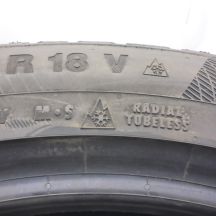 R 18 V
M+S
RADIAL
TUBELESS